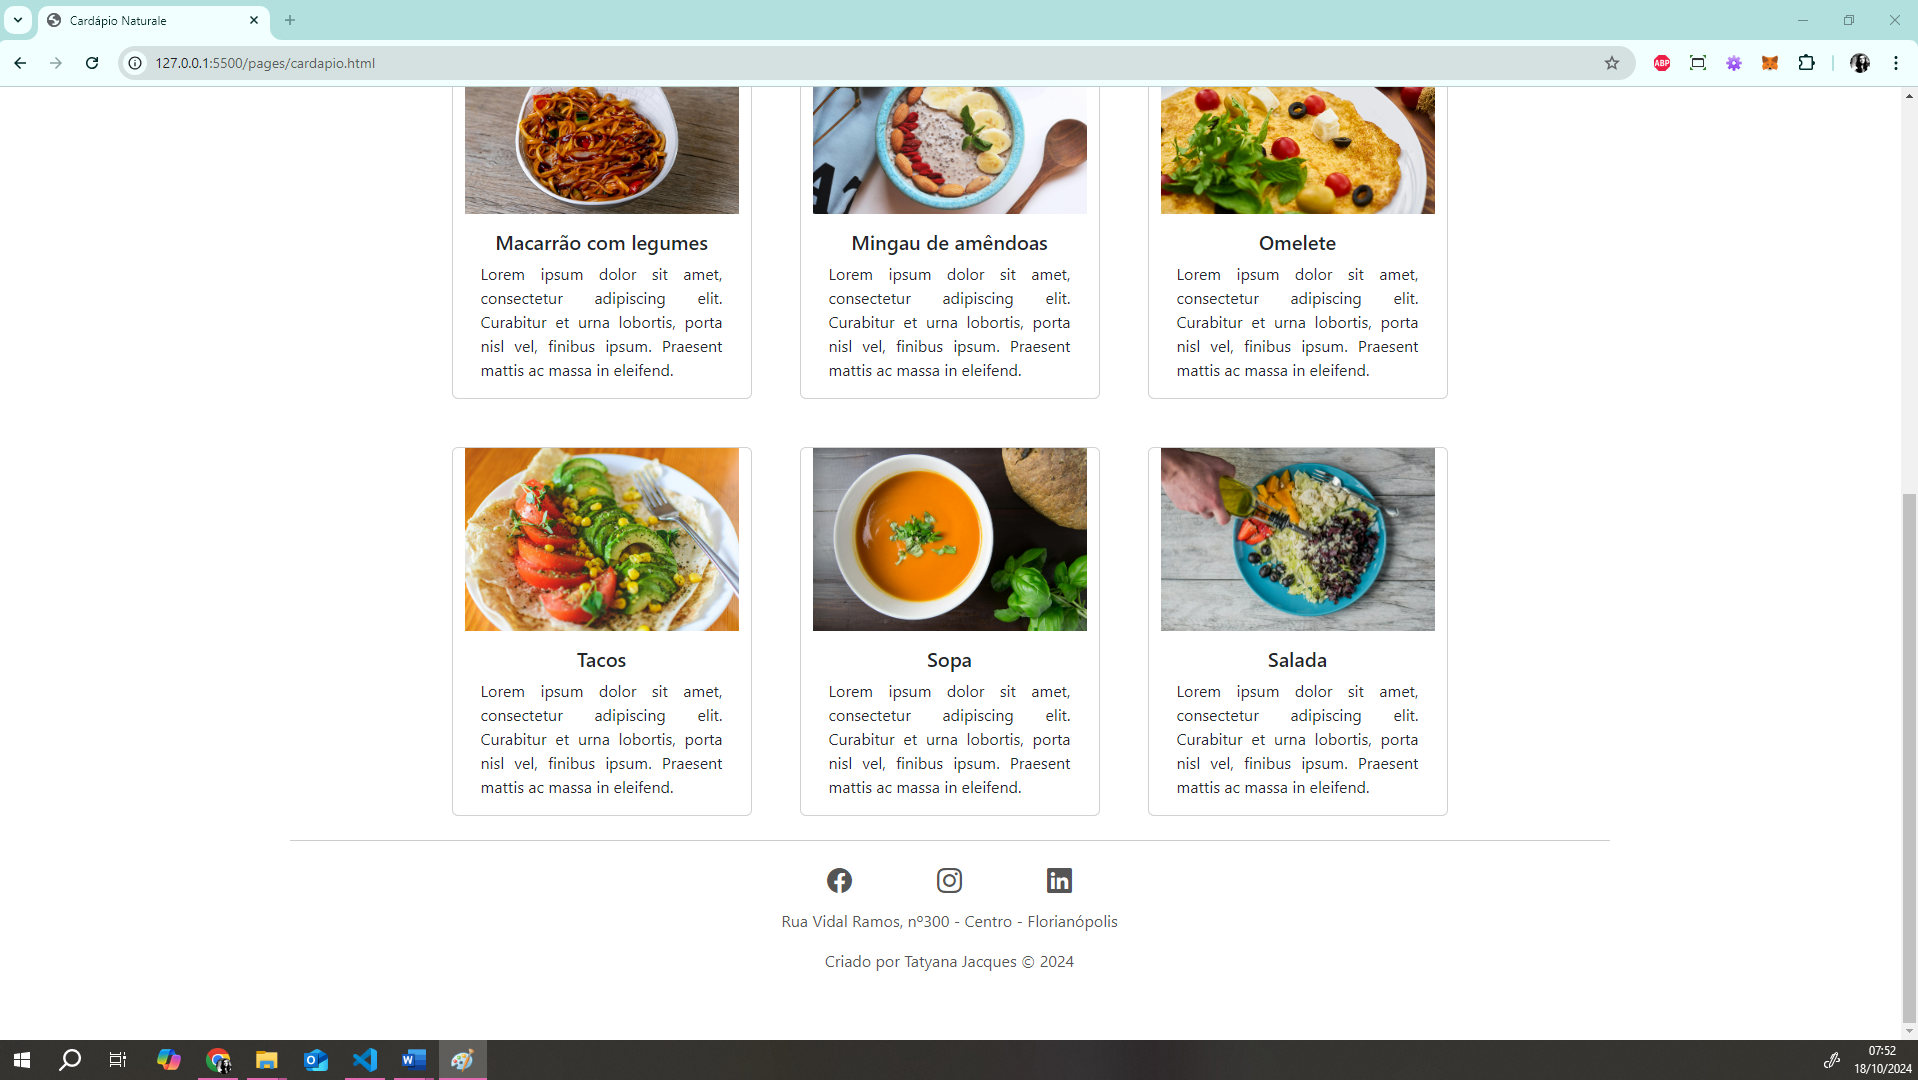 Cardápio Naturale
127.0.0.1:5500/pages/cardapio.html
ABP
Macarrão com legumes
Lorem ipsum dolor sit amet,
consectetur adipiscing elit.
Curabitur et urna lobortis, porta
nisl vel, finibus ipsum. Praesent
mattis ac massa in eleifend.
Mingau de amêndoas
Lorem ipsum dolor sit amet,
consectetur adipiscing elit.
Curabitur et urna lobortis, porta
nisl vel, finibus ipsum. Praesent
mattis ac massa in eleifend.
Omelete
Lorem ipsum dolor sit amet,
consectetur adipiscing elit.
Curabitur et urna lobortis, porta
nisl vel, finibus ipsum. Praesent
mattis ac massa in eleifend.
Tacos
Lorem ipsum dolor sit amet,
consectetur adipiscing elit.
Curabitur et urna lobortis, porta
nisl vel, finibus ipsum. Praesent
mattis ac massa in eleifend.
Sopa
Lorem ipsum dolor sit amet,
consectetur adipiscing elit.
Curabitur et urna lobortis, porta
nisl vel, finibus ipsum. Praesent
mattis ac massa in eleifend.
Salada
Lorem ipsum dolor sit amet,
consectetur adipiscing elit.
Curabitur et urna lobortis, porta
nisl vel, finibus ipsum. Praesent
mattis ac massa in eleifend.
Rua Vidal Ramos, nº300 - Centro - Florianópolis
Criado por Tatyana Jacques © 2024
07:52
18/10/2024